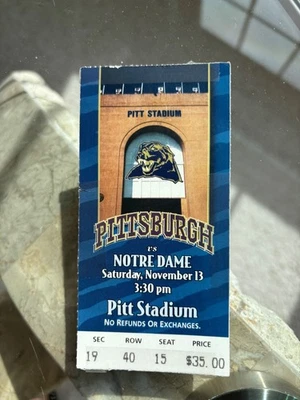 PITT STADIUM
PITTSBURGH
VS
NOTRE DAME
Saturday, November 13
3:30 pm
Pitt Stadium
NO REFUNDS OR EXCHANGES.
SEC ROW SEAT PRICE
19 40 15 $35.00